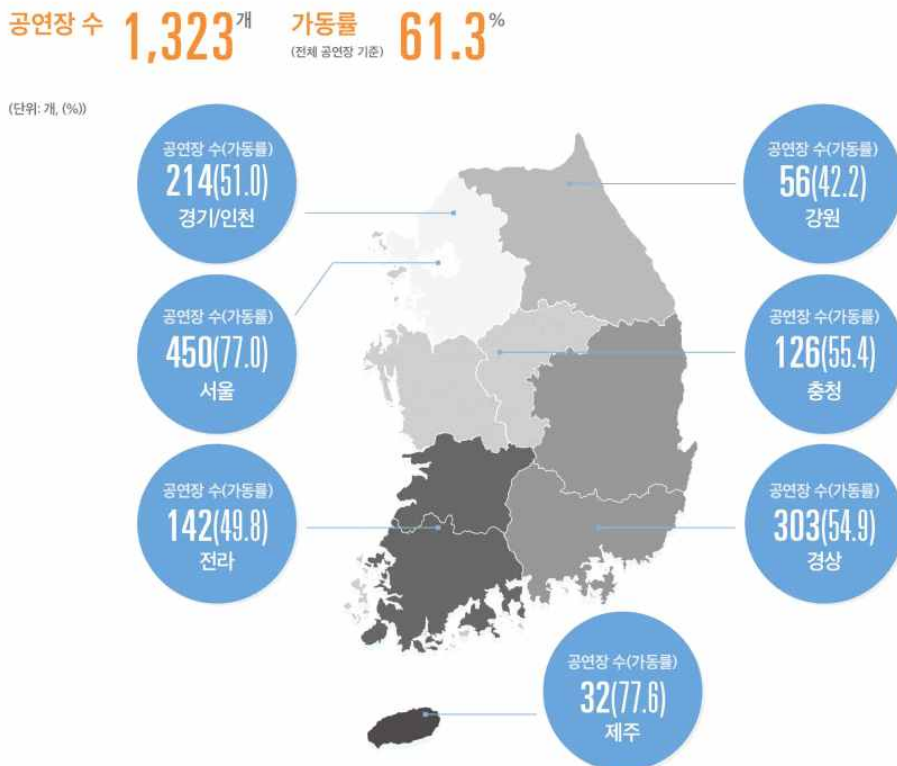 공연장 수 1,323개 가동률 (전체 공연장 기준) 61.3%
(단위: 개, (%))
공연장 수(가동률)
214(51.0)
경기/인천
공연장 수(가동률)
56(42.2)
강원
공연장 수(가동률)
450(77.0)
서울
공연장 수(가동률)
126(55.4)
충청
공연장 수(가동률)
142(49.8)
전라
공연장 수(가동률)
303(54.9)
경상
공연장 수(가동률)
32(77.6)
제주